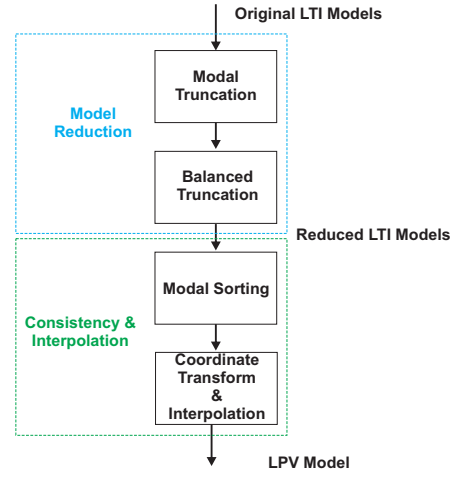 Original LTI Models
Modal
Truncation
Model
Reduction
Balanced
Truncation
Reduced LTI Models
Modal Sorting
Consistency &
Interpolation
Coordinate
Transform
&
Interpolation
LPV Model